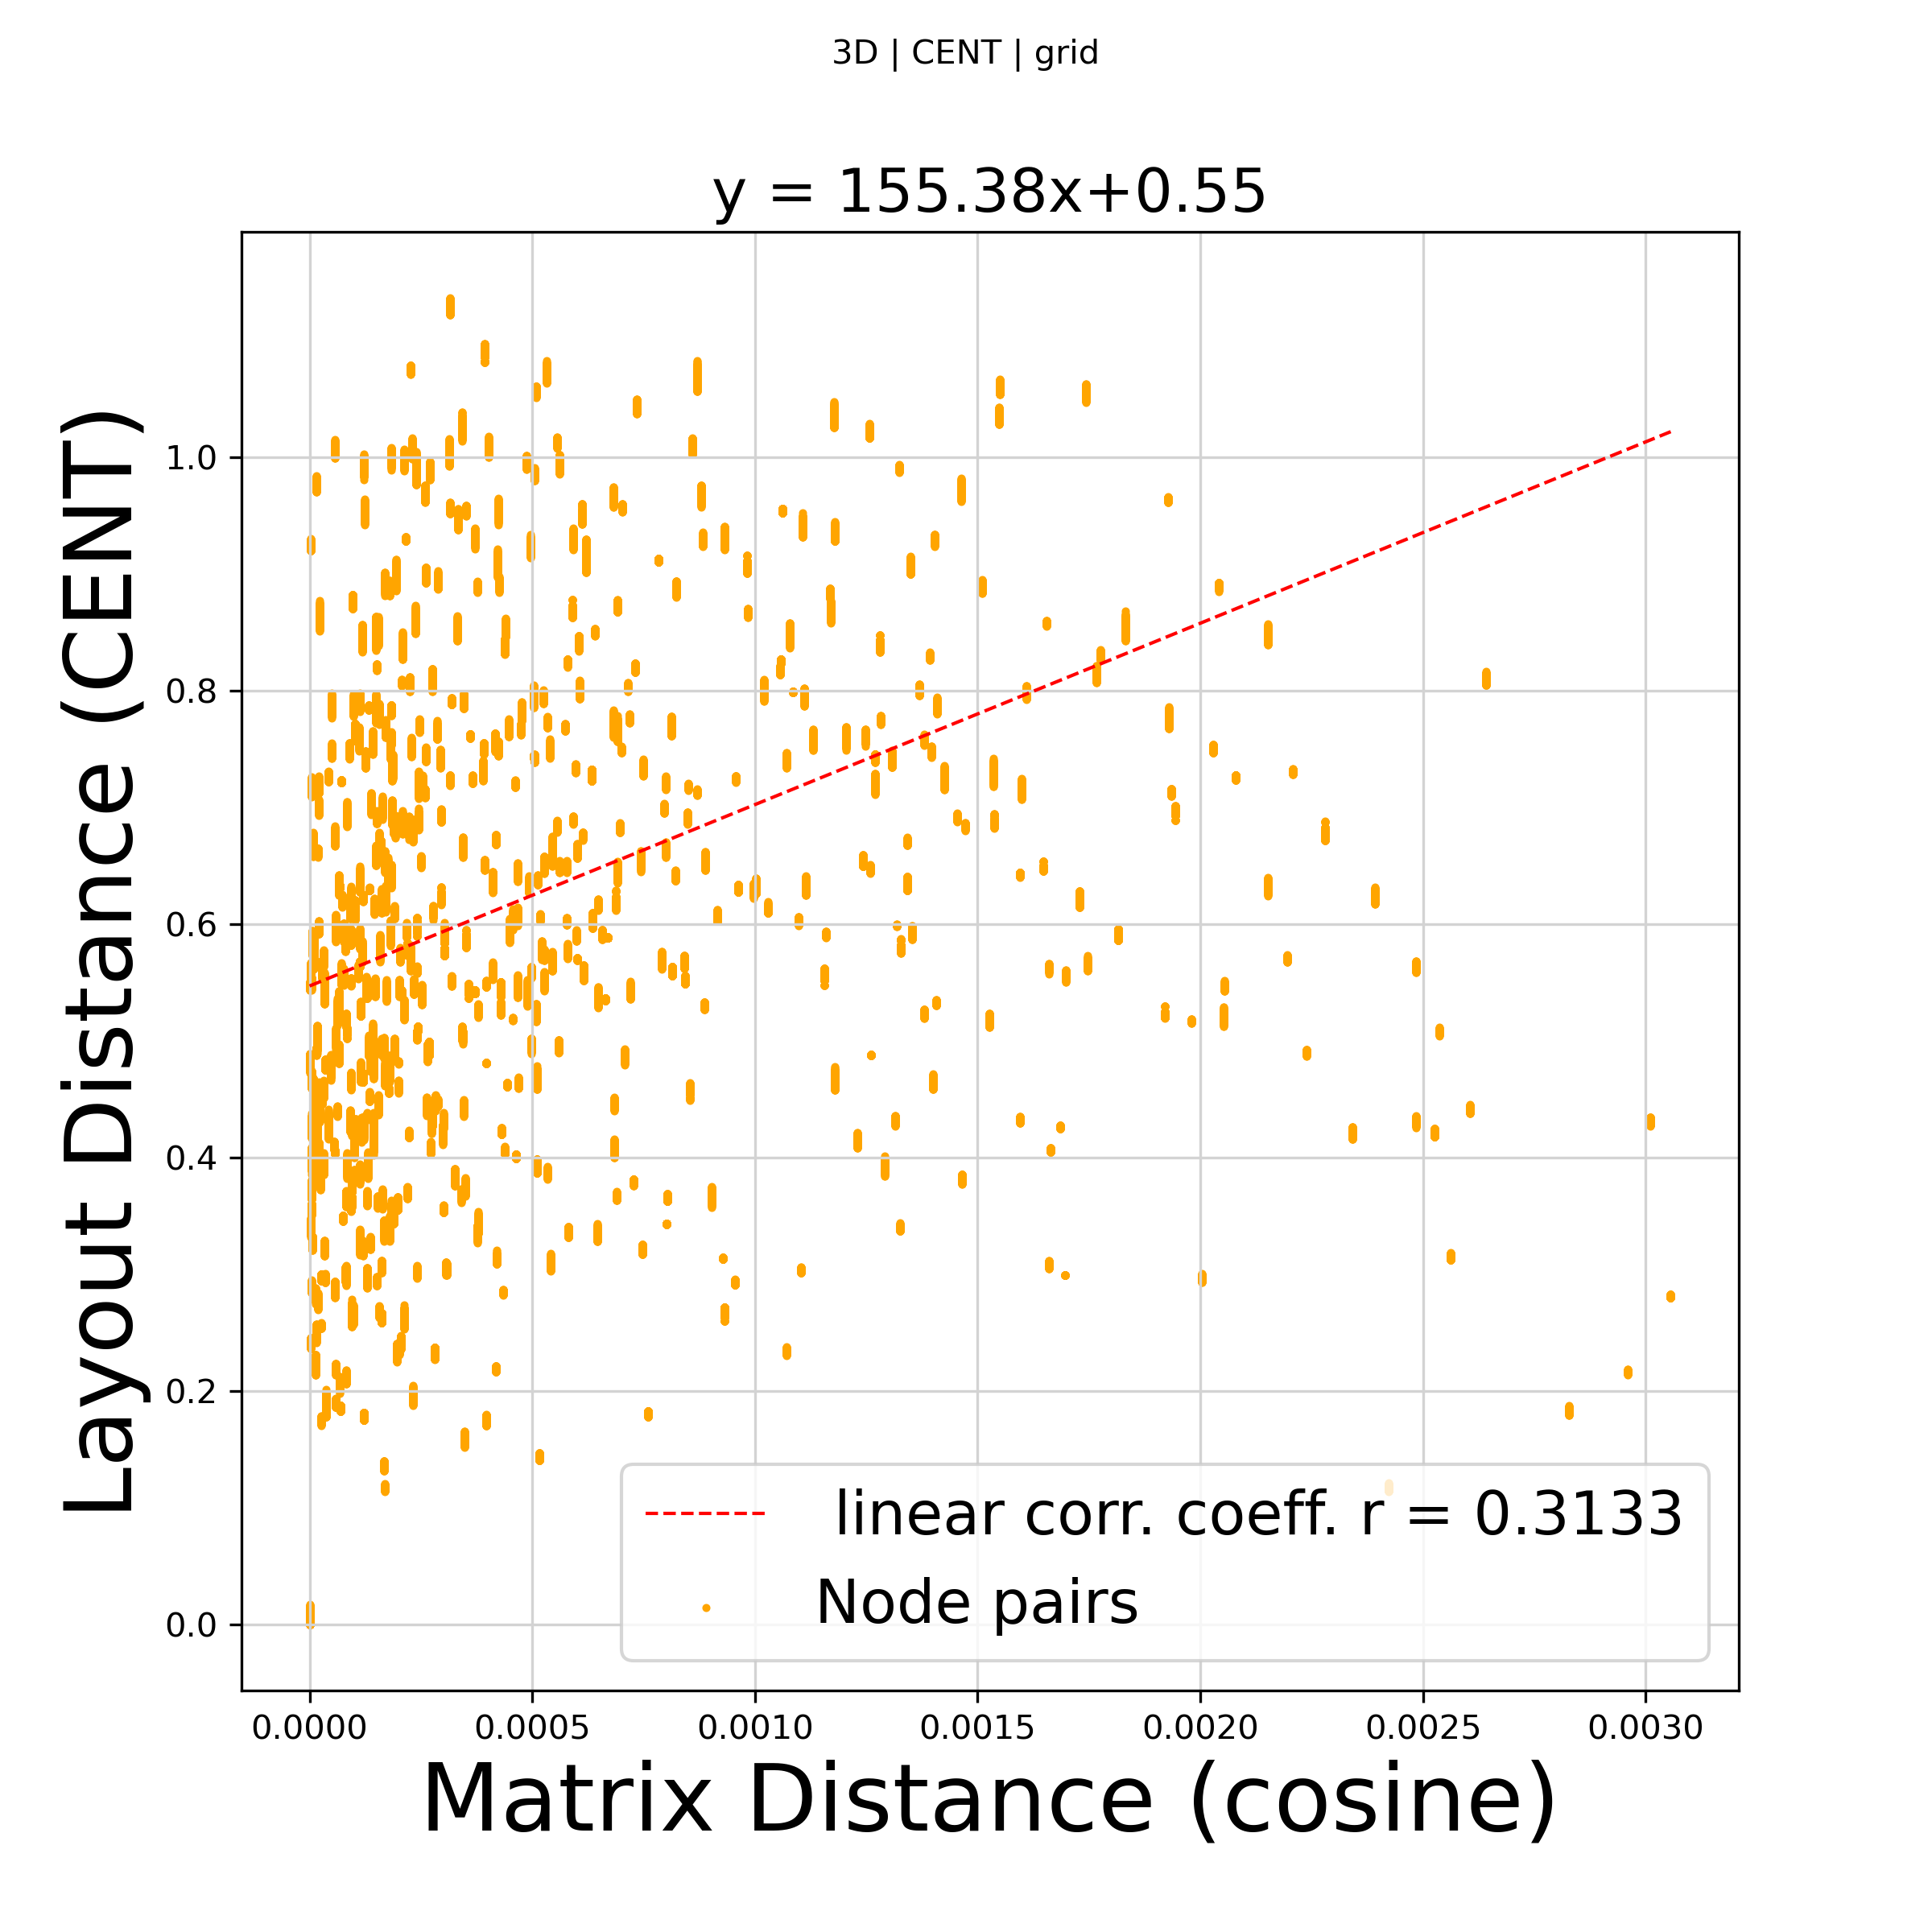 3D | CENT | grid
y = 155.38x+0.55
Layout Distance (CENT)
1.0
0.8
0.6
0.4
0.2
0.0
linear corr. coeff. r = 0.3133
Node pairs
0.0000 0.0005 0.0010 0.0015 0.0020 0.0025 0.0030
Matrix Distance (cosine)